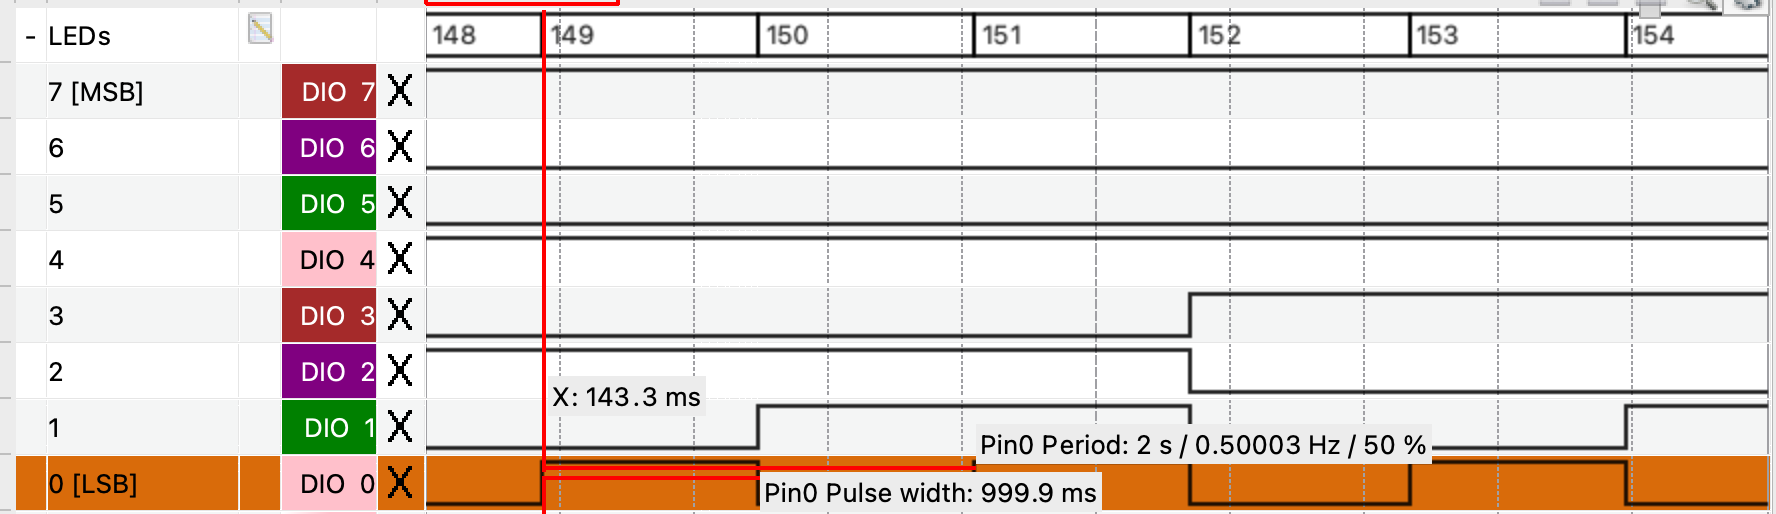 - LEDs 148 149 150 151 152 153 154
7 [MSB] DIO 7 X
6 DIO 6 X
5 DIO 5 X
4 DIO 4 X
3 DIO 3 X
2 DIO 2 X
X: 143.3 ms
1 DIO 1 X
Pin0 Period: 2 s / 0.50003 Hz / 50 %
0 [LSB] DIO 0 X
Pin0 Pulse width: 999.9 ms